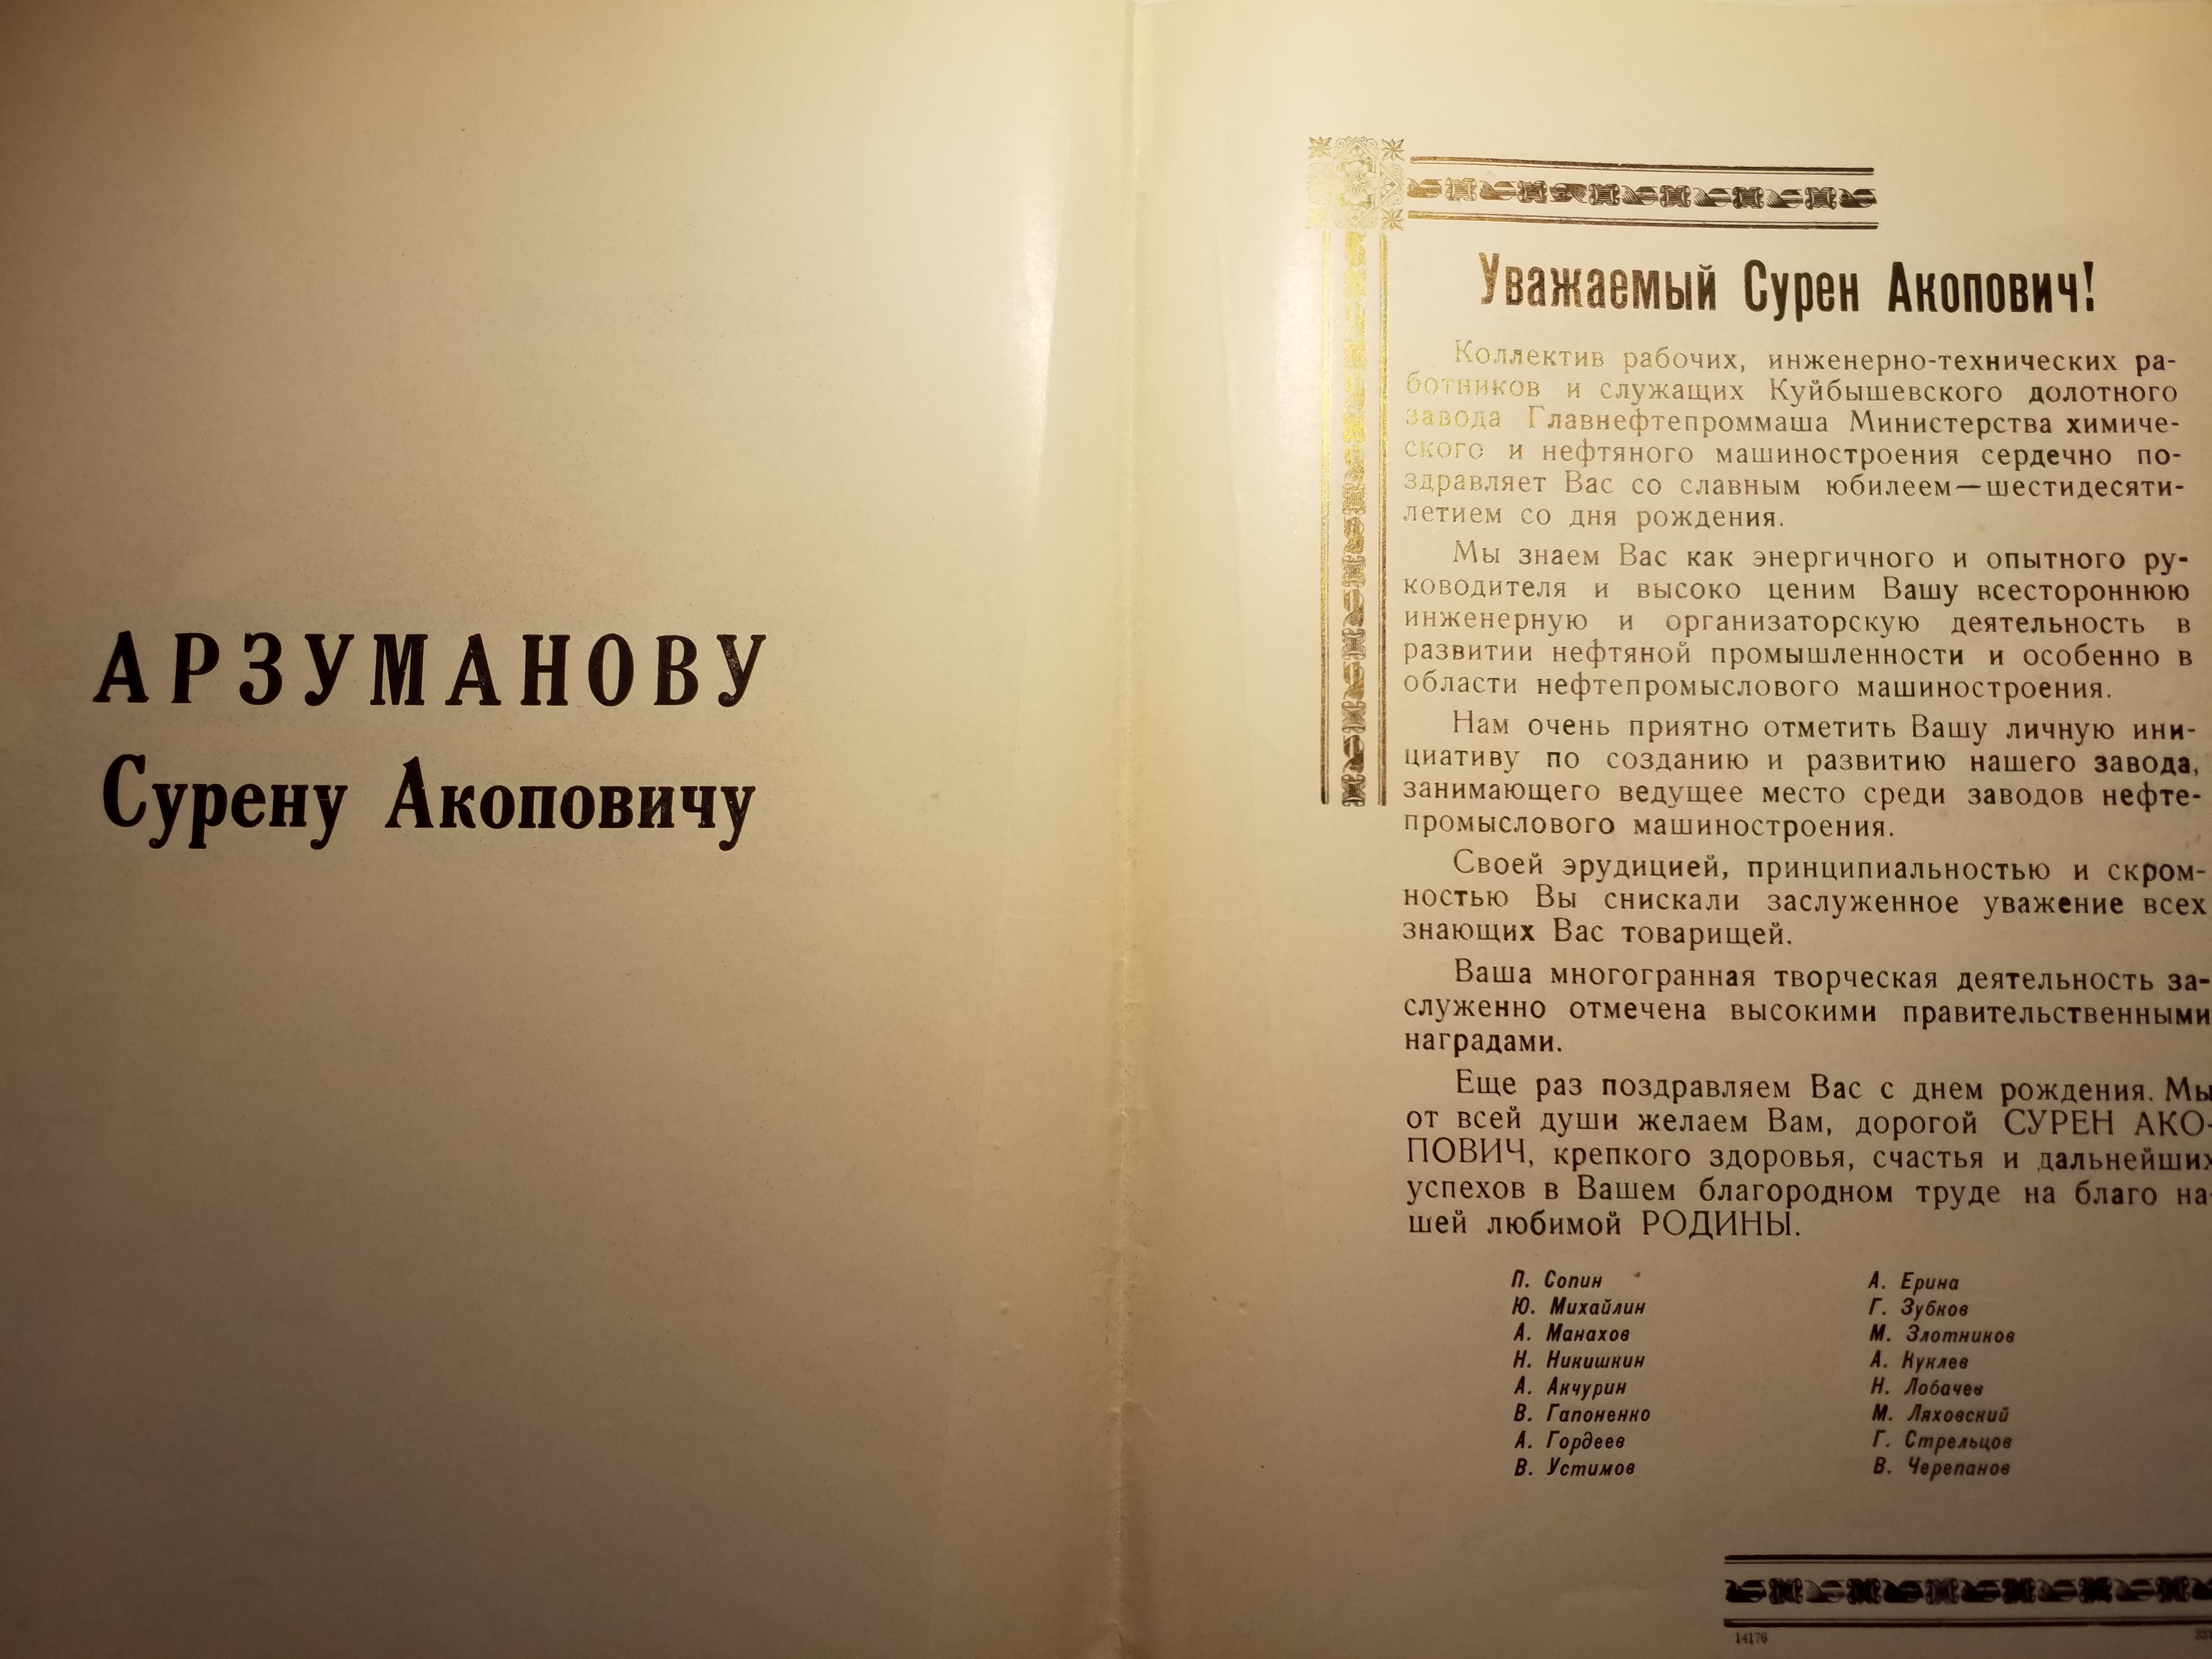 АРЗУМАНОВУ
Сурену Акоповичу
Уважаемый Сурен Акопович!
Коллектив рабочих, инженерно-технических ра-
ботников и служащих Куйбышевского долотного
завода Главнефтепроммаша Министерства химиче-
ского и нефтяного машиностроения сердечно по-
здравляет Вас со славным юбилеем—шестидесяти-
летием со дня рождения.
Мы знаем Вас как энергичного и опытного ру-
ководителя и высоко ценим Вашу всестороннюю
инженерную и организаторскую деятельность в
развитии нефтяной промышленности и особенно в
области нефтепромыслового машиностроения.
Нам очень приятно отметить Вашу личную ини-
циативу по созданию и развитию нашего завода,
занимающего ведущее место среди заводов нефте-
промыслового машиностроения.
Своей эрудицией, принципиальностью и скром-
ностью Вы снискали заслуженное уважение всех
знающих Вас товарищей.
Ваша многогранная творческая деятельность за-
служенно отмечена высокими правительственными
наградами.
Еще раз поздравляем Вас с днем рождения. Мы
от всей души желаем Вам, дорогой СУРЕН АКО-
ПОВИЧ, крепкого здоровья, счастья и дальнейших
успехов в Вашем благородном труде на благо на-
шей любимой РОДИНЫ.
П. Сопин
Ю. Михайлин
А. Манахов
Н. Никишкин
А. Акчурин
В. Гапоненко
А. Гордеев
В. Устимов
А. Ерина
Г. Зубков
М. Злотников
А. Куклев
Н. Лобачев
М. Ляховский
Г. Стрельцов
В. Черепанов
14176